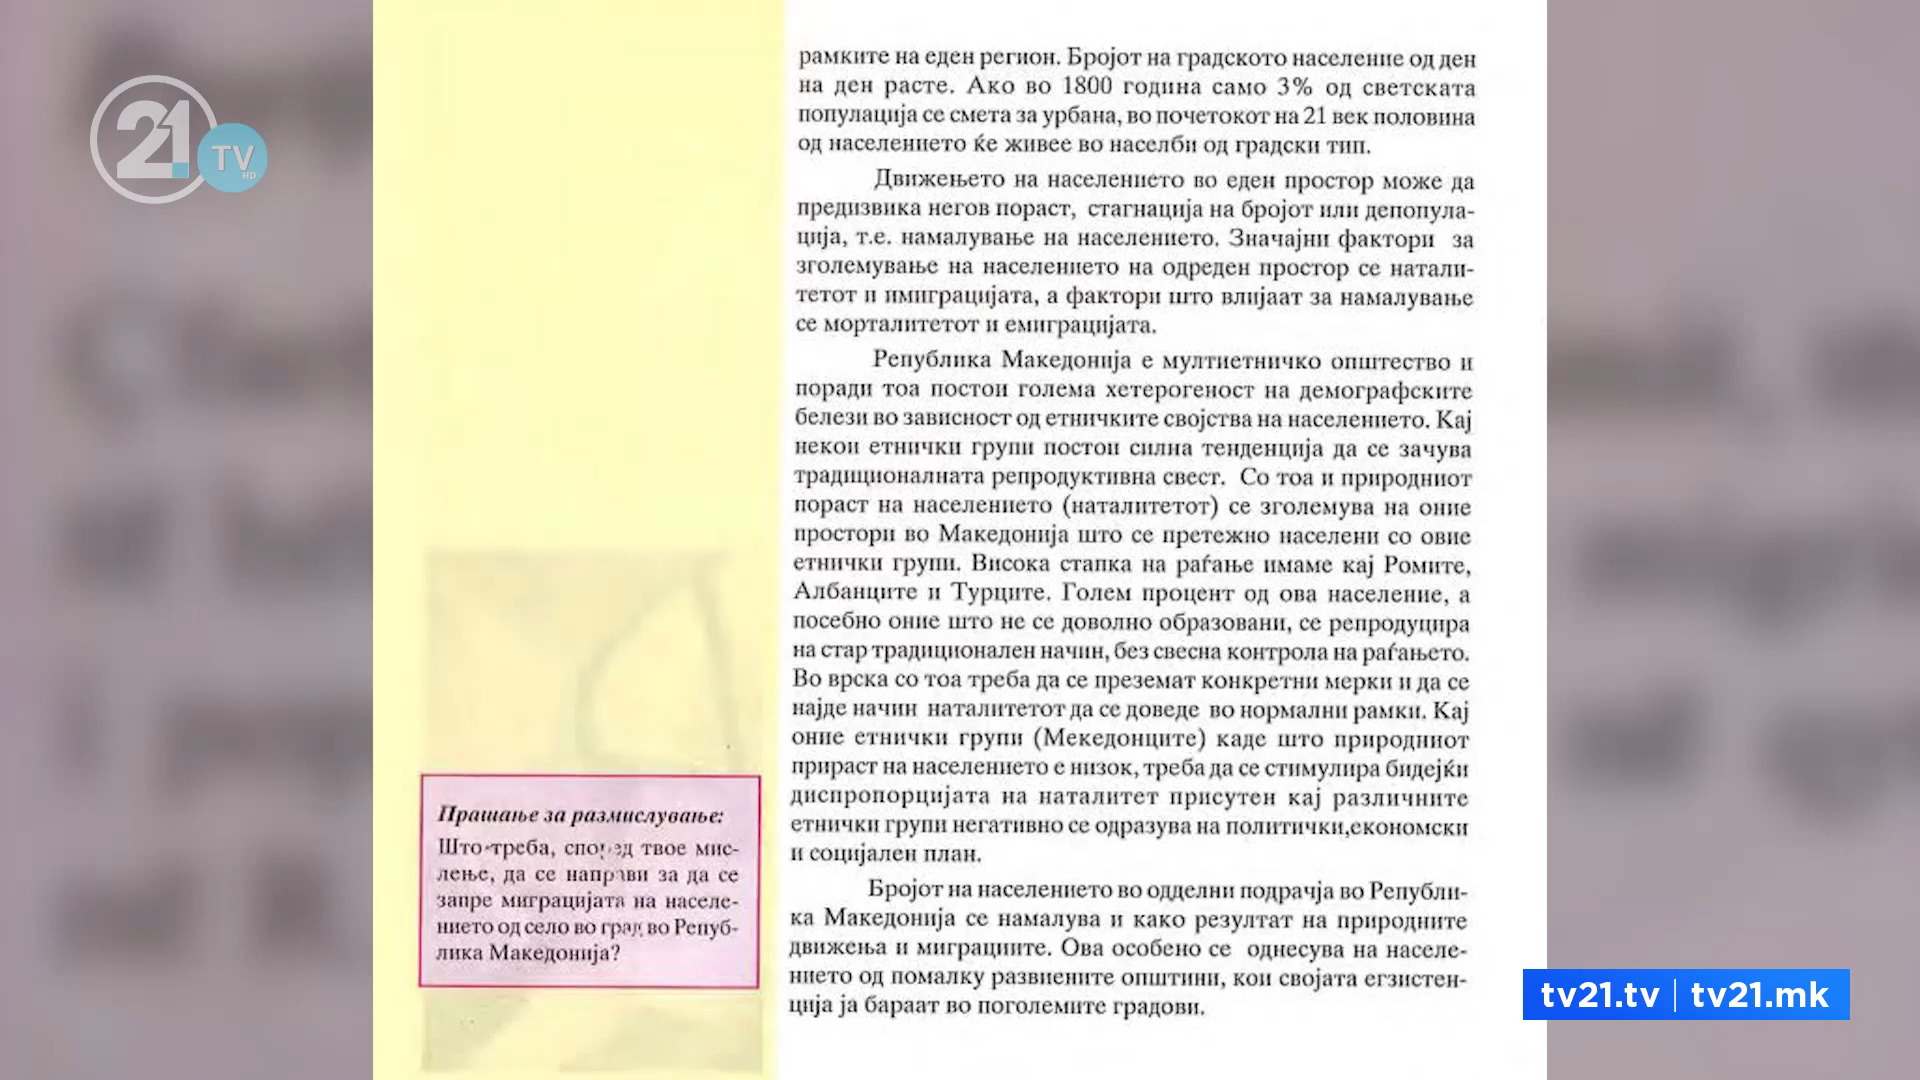 21
TV
HD
рамките на еден регион. Бројот на градското население од ден
на ден расте. Ако во 1800 година само 3% од светската
популација се смета за урбана, во почетокот на 21 век половина
од населението ќе живее во населби од градски тип.
Движењето на населението во еден простор може да
предизвика негов пораст, стагнација на бројот или депопула-
ција, т.е. намалување на населението. Значајни фактори за
зголемување на населението на одреден простор се натали-
тетот и имиграцијата, а фактори што влијаат за намалување
се морталитетот и емиграцијата.
Република Македонија е мултиетничко општество и
поради тоа постои голема хетерогеност на демографските
белези во зависност од етничките својства на населението. Кај
некои етнички групи постои силна тенденција да се зачува
традиционалната репродуктивна свест. Со тоа и природниот
пораст на населението (наталитетот) се зголемува на оние
простори во Македонија што се претежно населени со овие
етнички групи. Висока стапка на раѓање имаме кај Ромите,
Албанците и Турците. Голем процент од ова население, а
посебно оние што не се доволно образовани, се репродуцира
на стар традиционален начин, без свесна контрола на раѓањето.
Во врска со тоа треба да се преземат конкретни мерки и да се
најде начин наталитетот да се доведе во нормални рамки. Кај
оние етнички групи (Мекедонците) каде што природниот
прираст на населението е низок, треба да се стимулира бидејќи
диспропорцијата на наталитет присутен кај различните
етнички групи негативно се одразува на политички,економски
и социјален план.
Бројот на населението во одделни подрачја во Републи-
ка Македонија се намалува и како резултат на природните
движења и миграциите. Ова особено се однесува на населе-
нието од помалку развиените општини, кои својата егзистен-
ција ја бараат во поголемите градови.
Прашање за размислување:
Што треба, според твое мис-
лење, да се направи за да се
запре миграцијата на населе-
нието од село во град во Репуб-
лика Македонија?
tv21.tv | tv21.mk